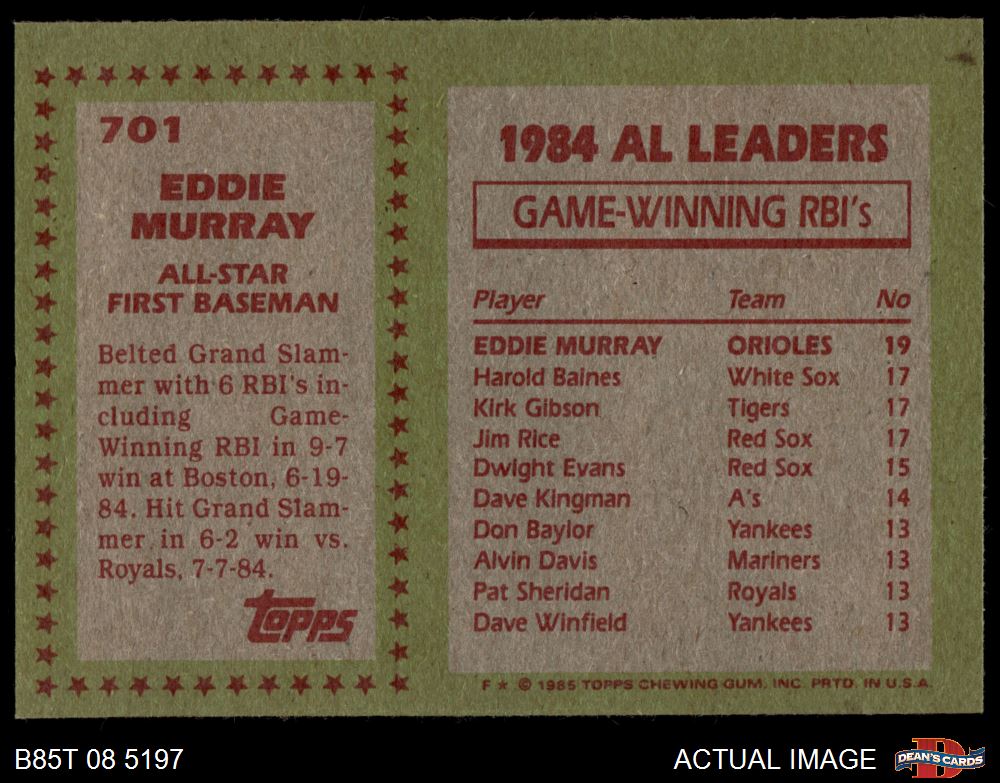 701
EDDIE
MURRAY
ALL-STAR
FIRST BASEMAN
Belted Grand Slam-
mer with 6 RBI's in-
cluding Game-
Winning RBI in 9-7
win at Boston, 6-19-
84. Hit Grand Slam-
mer in 6-2 win vs.
Royals, 7-7-84.
topps
1984 AL LEADERS
GAME-WINNING RBI's
Player Team No
EDDIE MURRAY ORIOLES 19
Harold Baines White Sox 17
Kirk Gibson Tigers 17
Jim Rice Red Sox 17
Dwight Evans Red Sox 15
Dave Kingman A's 14
Don Baylor Yankees 13
Alvin Davis Mariners 13
Pat Sheridan Royals 13
Dave Winfield Yankees 13
F ★ © 1985 TOPPS CHEWING GUM, INC. PRTD. IN U.S.A.
B85T 08 5197
ACTUAL IMAGE
D
DEAN'S CARDS